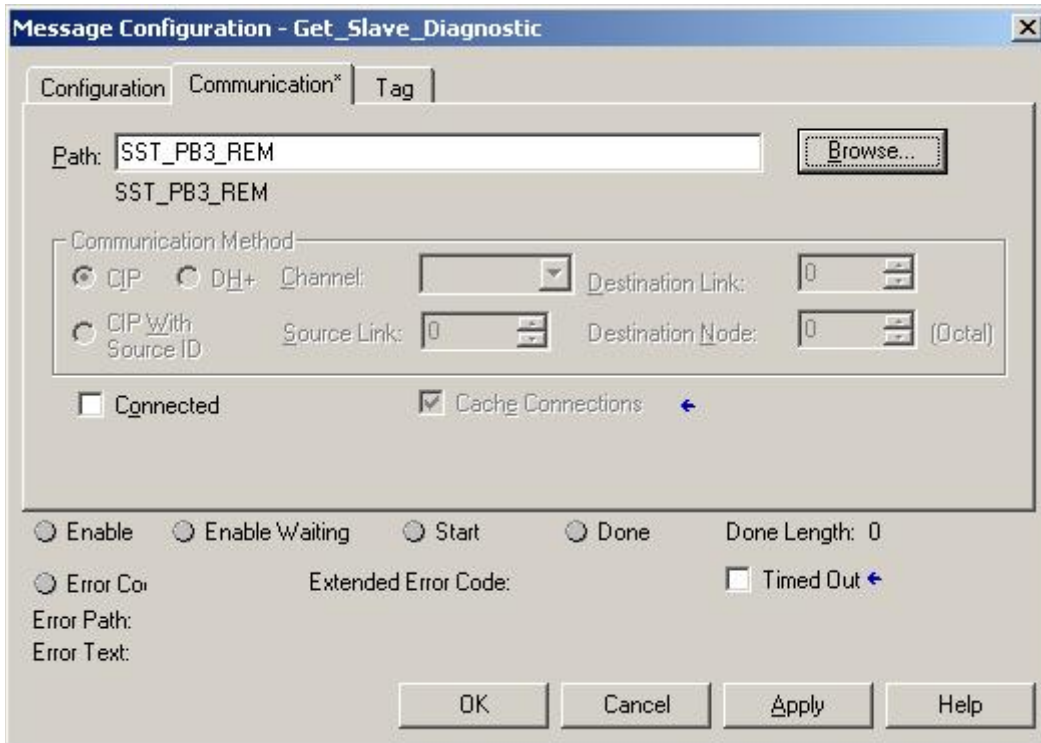 Message Configuration - Get_Slave_Diagnostic
Configuration Communication* Tag
Path: SST_PB3_REM Browse...
SST_PB3_REM
Communication Method
CIP DH+ Channel: Destination Link: 0
CIP With Source ID Source Link: 0 Destination Node: 0 (Octal)
Connected Cache Connections
Enable Enable Waiting Start Done Done Length: 0
Error Co Extended Error Code: Timed Out
Error Path:
Error Text:
OK Cancel Apply Help